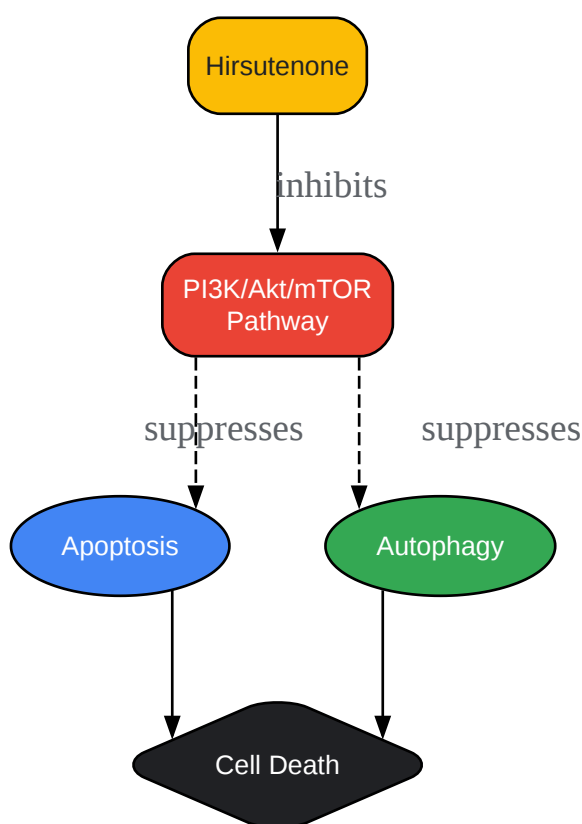 Hirsutenone
inhibits
PI3K/Akt/mTOR
Pathway
suppresses
suppresses
Apoptosis
Autophagy
Cell Death